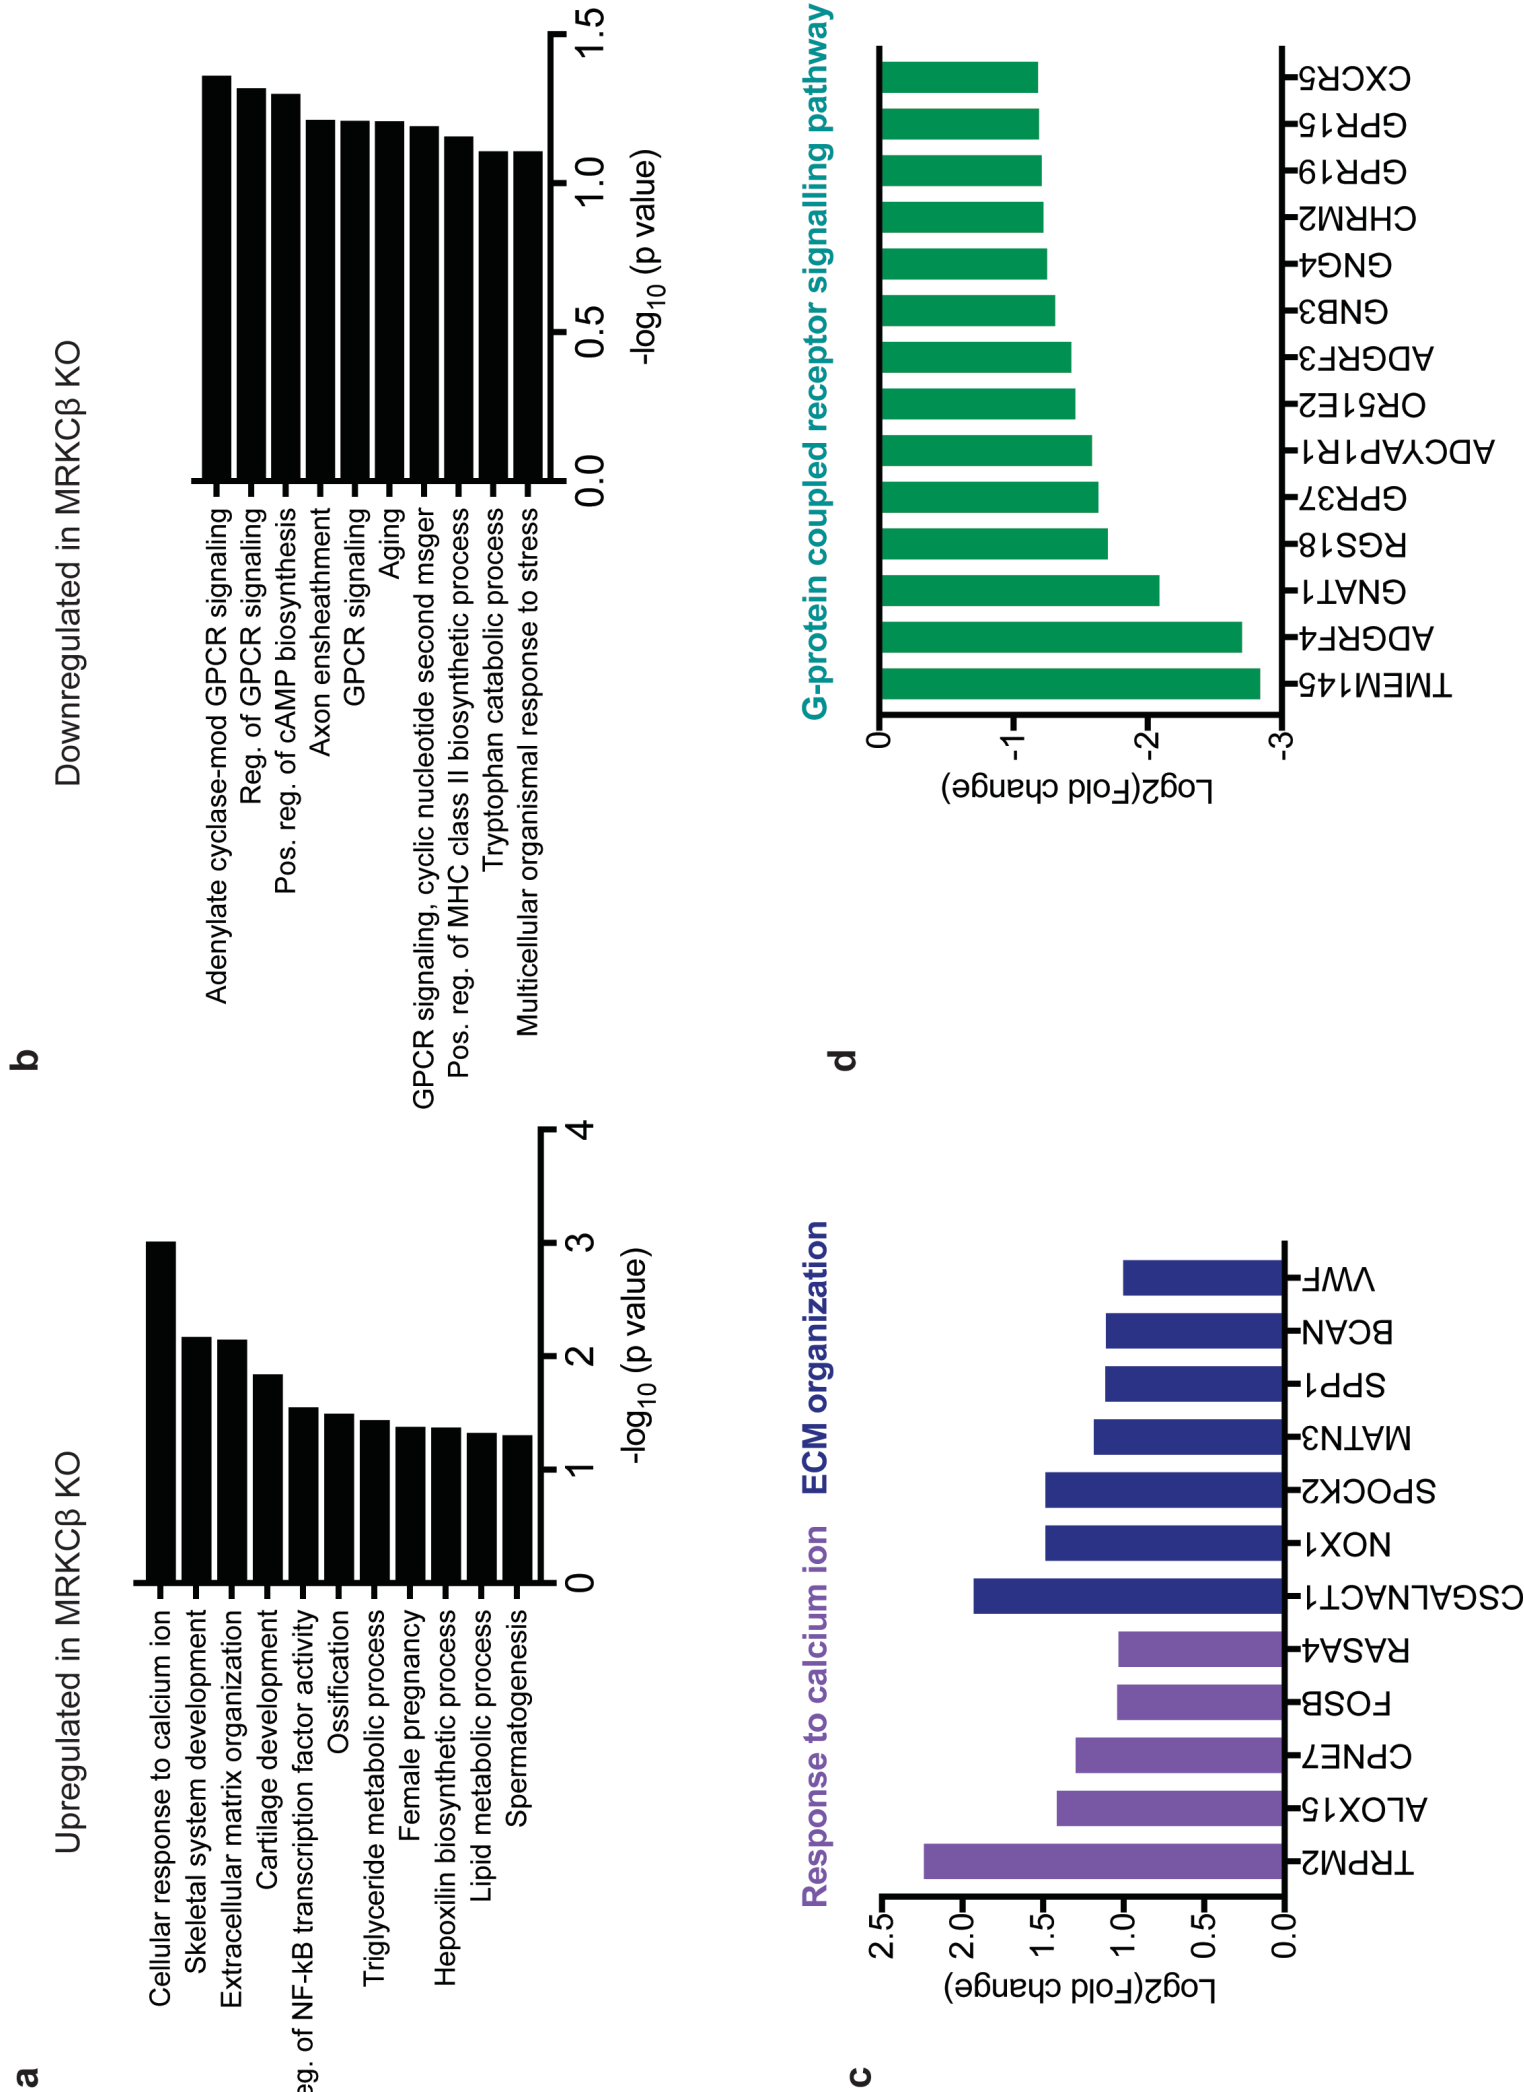 a
Upregulated in MRKCβ KO
Cellular response to calcium ion
Skeletal system development
Extracellular matrix organization
Cartilage development
eg. of NF-kB transcription factor activity
Ossification
Triglyceride metabolic process
Female pregnancy
Hepoxilin biosynthetic process
Lipid metabolic process
Spermatogenesis
0 1 2 3 4
-log10 (p value)
b
Downregulated in MRKCβ KO
Adenylate cyclase-mod GPCR signaling
Reg. of GPCR signaling
Pos. reg. of cAMP biosynthesis
Axon ensheathment
GPCR signaling
Aging
GPCR signaling, cyclic nucleotide second msger
Pos. reg. of MHC class II biosynthetic process
Tryptophan catabolic process
Multicellular organismal response to stress
0.0 0.5 1.0 1.5
-log10 (p value)
c
Response to calcium ion ECM organization
Log2(Fold change)
2.5
2.0
1.5
1.0
0.5
0.0
TRPM2
ALOX15
CPNE7
FOSB
RASA4
CSGALNACT1
NOX1
SPOCK2
MATN3
SPP1
BCAN
VWF
d
G-protein coupled receptor signalling pathway
Log2(Fold change)
0
-1
-2
-3
TMEM145
ADGRF4
GNAT1
RGS18
GPR37
ADCYAP1R1
OR51E2
ADGRF3
GNB3
GNG4
CHRM2
GPR19
GPR15
CXCR5